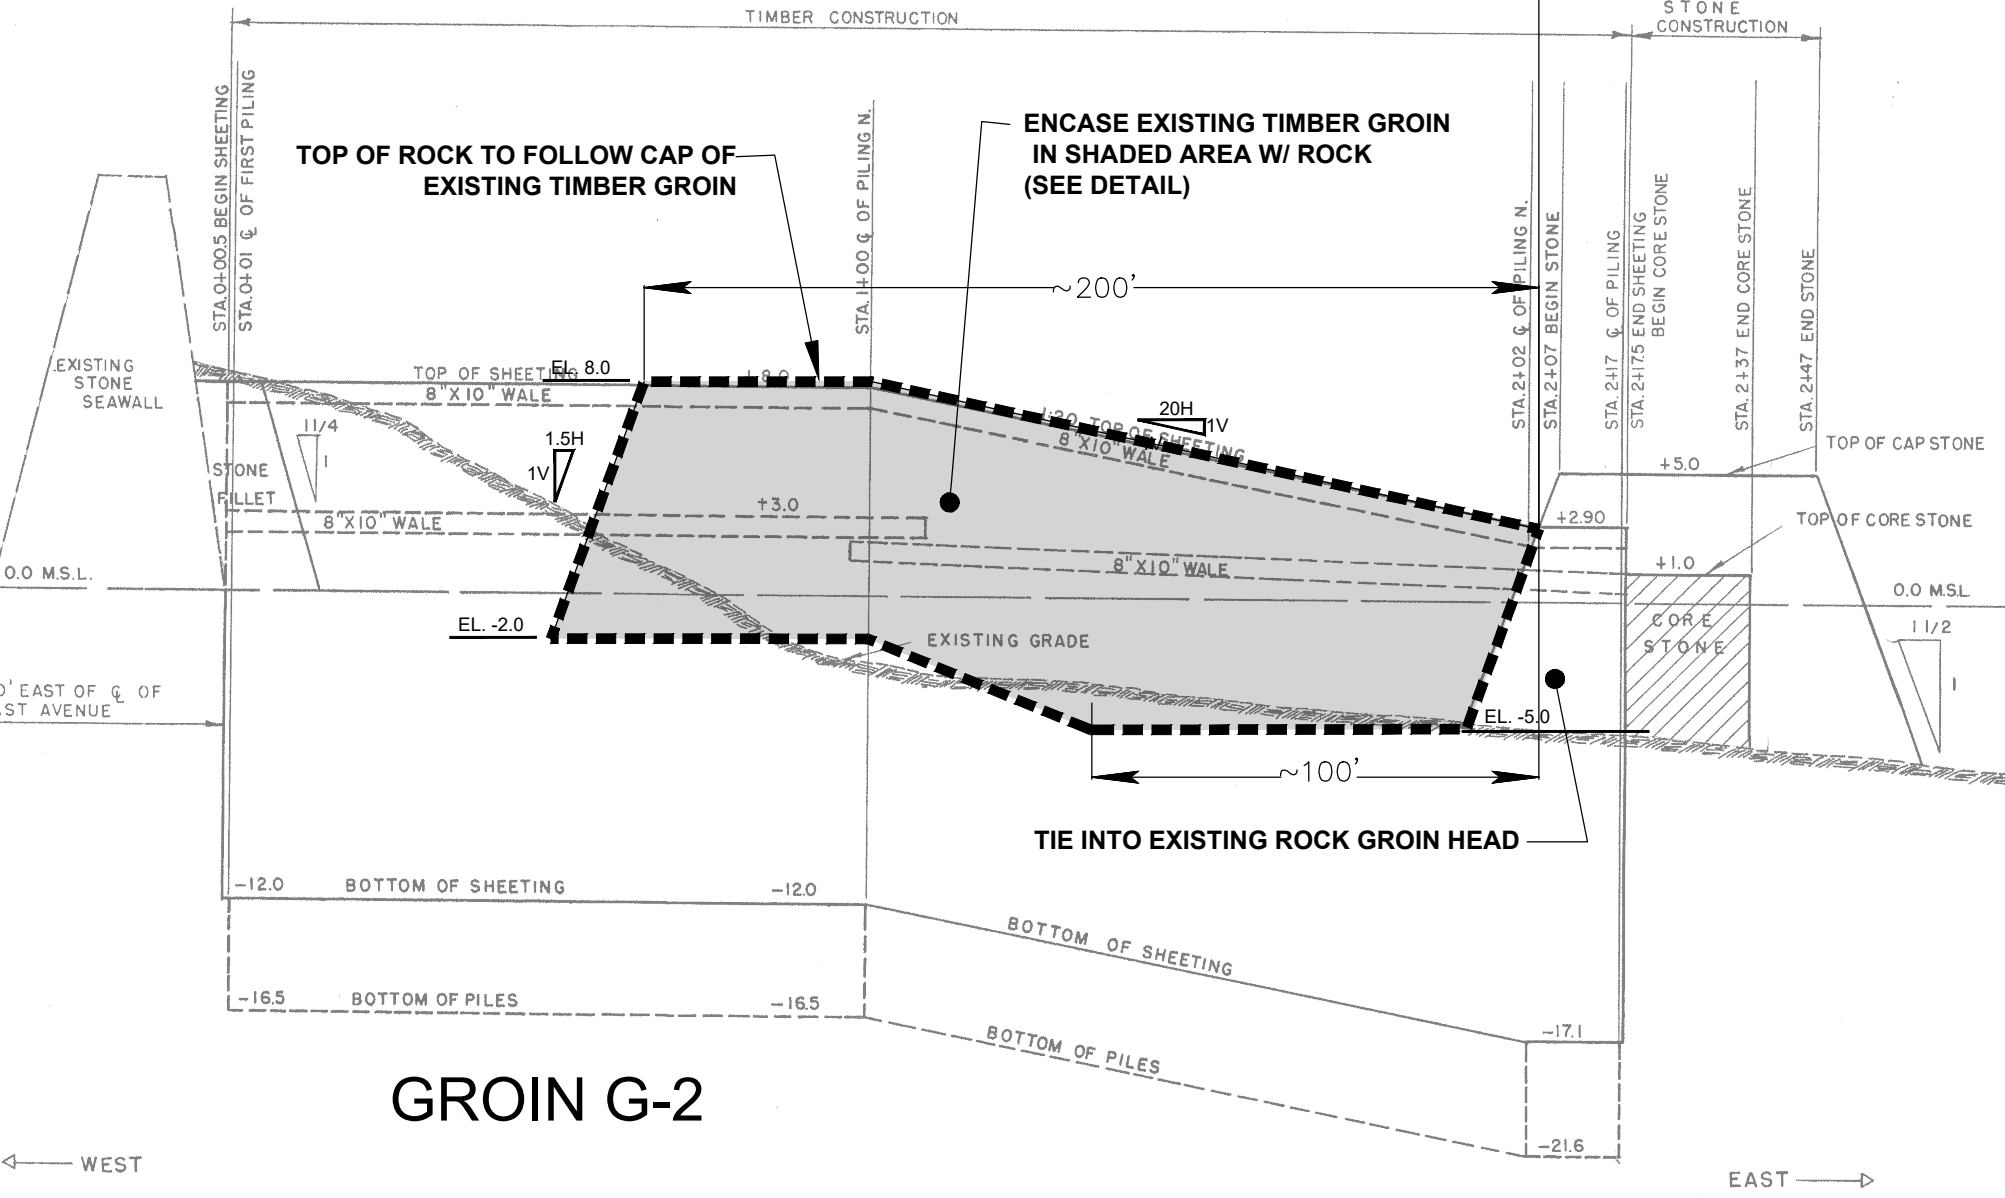 TIMBER CONSTRUCTION
STONE
CONSTRUCTION
STA.0+00.5 BEGIN SHEETING
STA.0+01 ℄ OF FIRST PILING
STA.1+00 ℄ OF PILING N.
STA.2+02 ℄ OF PILING N.
STA.2+07 BEGIN STONE
STA.2+17 ℄ OF PILING
STA.2+17.5 END SHEETING
BEGIN CORE STONE
STA.2+37 END CORE STONE
STA.2+47 END STONE
TOP OF ROCK TO FOLLOW CAP OF
EXISTING TIMBER GROIN
ENCASE EXISTING TIMBER GROIN
IN SHADED AREA W/ ROCK
(SEE DETAIL)
~200'
EXISTING
STONE
SEAWALL
TOP OF SHEETING
EL. 8.0
+8.0
8"X10" WALE
20H
1V
1:20 TOP OF SHEETING
8"X10" WALE
11/4
1
1.5H
1V
STONE
FILLET
8"X10" WALE
+3.0
+5.0
TOP OF CAP STONE
+2.90
TOP OF CORE STONE
+1.0
8"X10" WALE
0.0 M.S.L.
0.0 M.S.L.
CORE
STONE
1 1/2
1
EL. -2.0
EXISTING GRADE
0' EAST OF ℄ OF
AST AVENUE
EL. -5.0
~100'
TIE INTO EXISTING ROCK GROIN HEAD
-12.0
BOTTOM OF SHEETING
-12.0
BOTTOM OF SHEETING
-16.5
BOTTOM OF PILES
-16.5
-17.1
BOTTOM OF PILES
-21.6
GROIN G-2
WEST
EAST